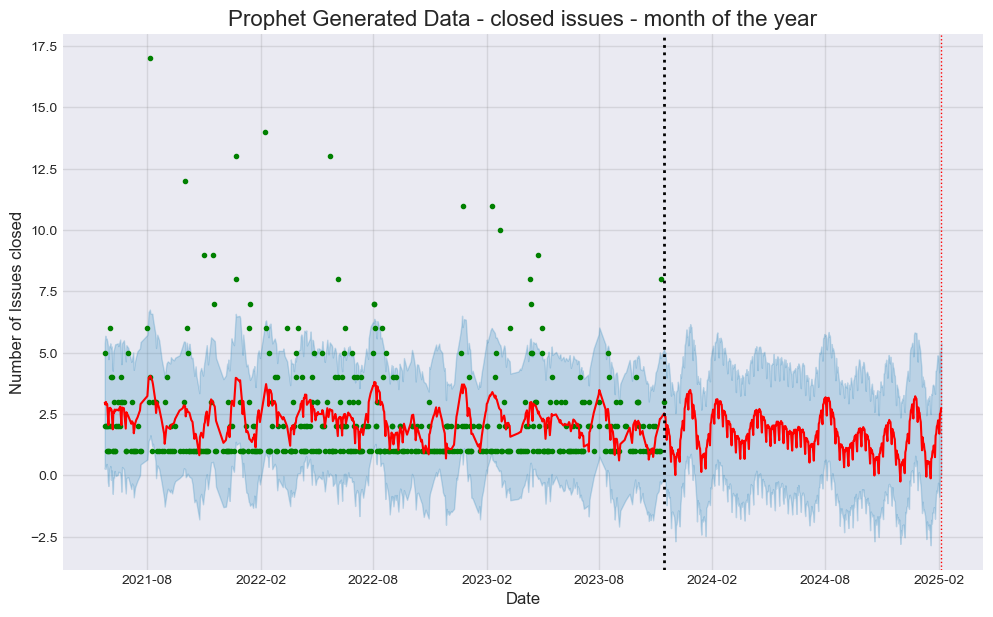 Prophet Generated Data - closed issues - month of the year
Number of Issues closed
17.5
15.0
12.5
10.0
7.5
5.0
2.5
0.0
−2.5
2021-08 2022-02 2022-08 2023-02 2023-08 2024-02 2024-08 2025-02
Date